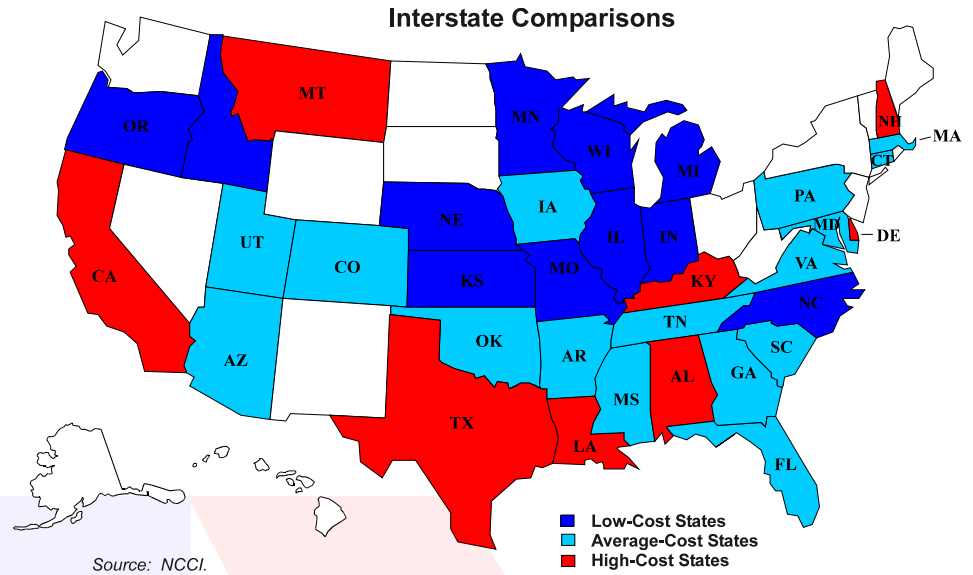 Interstate Comparisons
MT
OR
MN
NH
MA
WI
CT
MI
PA
NE
IA
MD
DE
UT
IL
IN
VA
CO
MO
CA
KS
KY
NC
TN
OK
SC
AZ
AR
GA
AL
MS
TX
LA
FL
Low-Cost States
Average-Cost States
High-Cost States
Source: NCCI.